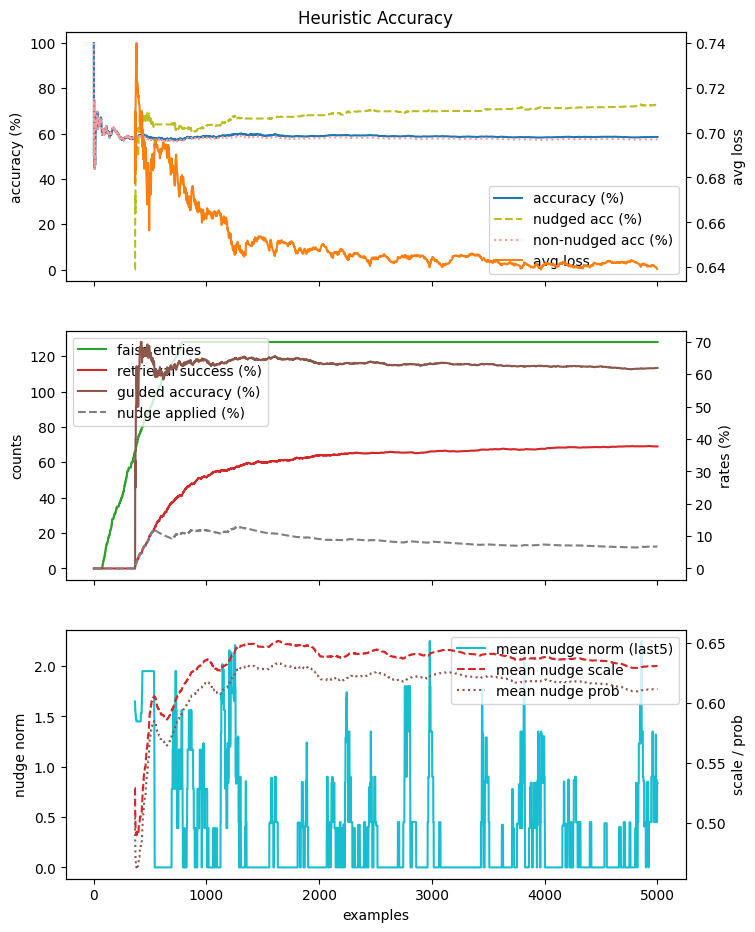 Heuristic Accuracy
100
80
60
40
20
0
accuracy (%)
0.74
0.72
0.70
0.68
0.66
0.64
avg loss
accuracy (%)
nudged acc (%)
non-nudged acc (%)
avg loss
120
100
80
60
40
20
0
counts
70
60
50
40
30
20
10
0
rates (%)
faiss entries
retrieval success (%)
guided accuracy (%)
nudge applied (%)
2.0
1.5
1.0
0.5
0.0
nudge norm
0.65
0.60
0.55
0.50
scale / prob
mean nudge norm (last5)
mean nudge scale
mean nudge prob
0
1000
2000
3000
4000
5000
examples